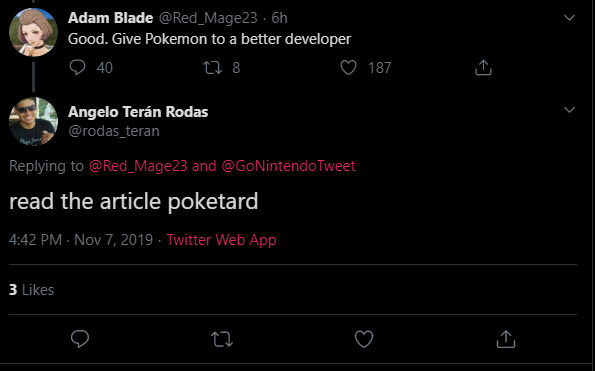 Adam Blade @Red_Mage23 · 6h
Good. Give Pokemon to a better developer
40 8 187
Angelo Terán Rodas
@rodas_teran
Replying to @Red_Mage23 and @GoNintendoTweet
read the article poketard
4:42 PM · Nov 7, 2019 · Twitter Web App
3 Likes